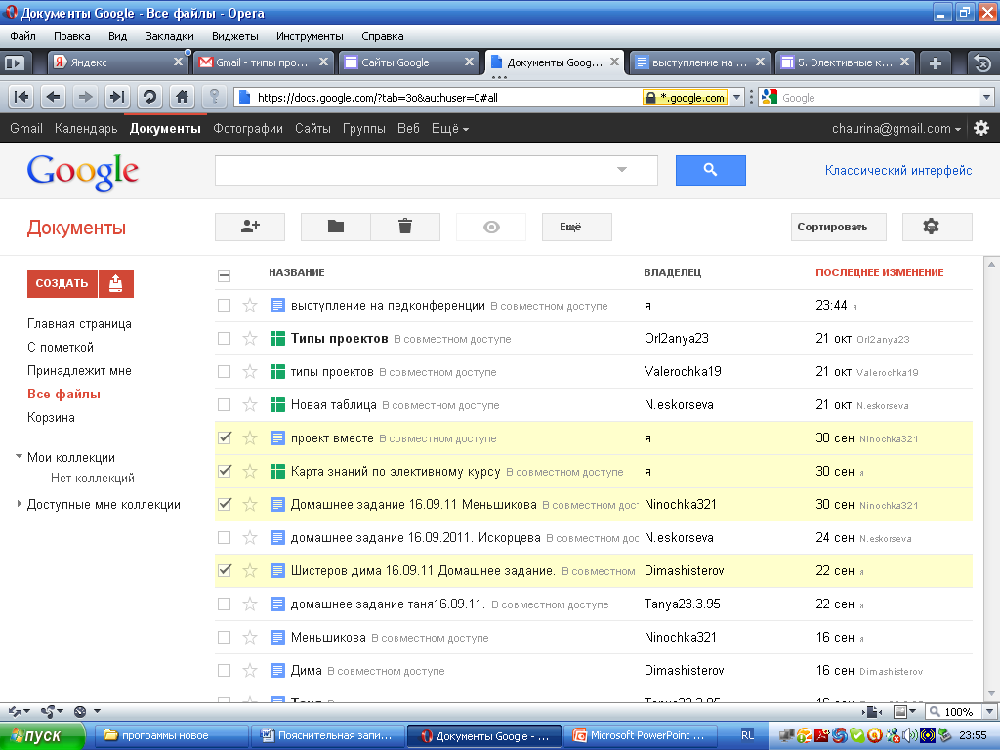 Документы Google - Все файлы - Opera
Файл Правка Вид Закладки Виджеты Инструменты Справка
Яндекс Gmail - типы про... Сайты Google Документы Goog... выступление на ... 5. Элективные к...
https://docs.google.com/?tab=3o&authuser=0#all *.google.com Google
Gmail Календарь Документы Фотографии Сайты Группы Веб Ещё chaurina@gmail.com
Google Классический интерфейс
Документы Ещё Сортировать
СОЗДАТЬ
Главная страница
С пометкой
Принадлежит мне
Все файлы
Корзина
Мои коллекции
Нет коллекций
Доступные мне коллекции
НАЗВАНИЕ ВЛАДЕЛЕЦ ПОСЛЕДНЕЕ ИЗМЕНЕНИЕ
выступление на педконференции В совместном доступе я 23:44 я
Типы проектов В совместном доступе Orl2anya23 21 окт Orl2anya23
типы проектов В совместном доступе Valerochka19 21 окт Valerochka19
Новая таблица В совместном доступе N.eskorseva 21 окт N.eskorseva
проект вместе В совместном доступе я 30 сен Ninochka321
Карта знаний по элективному курсу В совместном доступе я 30 сен я
Домашнее задание 16.09.11 Меньшикова В совместном дос Ninochka321 30 сен Ninochka321
домашнее задание 16.09.2011. Искорцева В совместном дос N.eskorseva 24 сен N.eskorseva
Шистеров дима 16.09.11 Домашнее задание. В совместном Dimashisterov 22 сен я
домашнее задание таня16.09.11. В совместном доступе Tanya23.3.95 22 сен я
Меньшикова В совместном доступе Ninochka321 16 сен я
Дима В совместном доступе Dimashisterov 16 сен Dimashisterov
100%
пуск программы новое Пояснительная запи... Документы Google - ... Microsoft PowerPoint ... RL 23:55